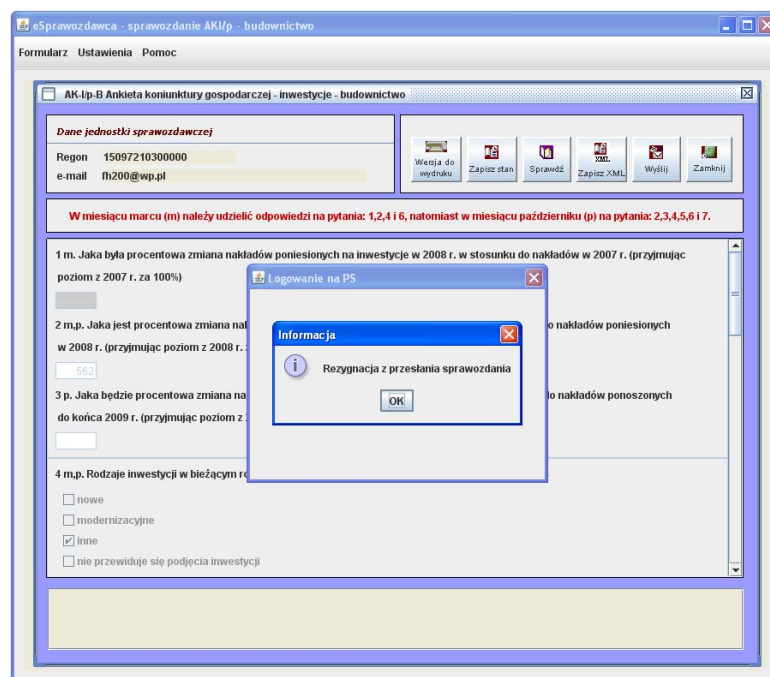 eSprawozdawca - sprawozdanie AKI/p - budownictwo
Formularz Ustawienia Pomoc
AK-I/p-B Ankieta koniunktury gospodarczej - inwestycje - budownictwo
Dane jednostki sprawozdawczej
Regon 15097210300000
e-mail fh200@wp.pl
Wersja do wydruku
Zapisz stan
Sprawdź
XML
Zapisz XML
Wyślij
Zamknij
W miesiącu marcu (m) należy udzielić odpowiedzi na pytania: 1,2,4 i 6, natomiast w miesiącu październiku (p) na pytania: 2,3,4,5,6 i 7.
1 m. Jaka była procentowa zmiana nakładów poniesionych na inwestycje w 2008 r. w stosunku do nakładów w 2007 r. (przyjmując
poziom z 2007 r. za 100%)
Logowanie na PS
2 m,p. Jaka jest procentowa zmiana nak
o nakładów poniesionych
w 2008 r. (przyjmując poziom z 2008 r.
562
Informacja
Rezygnacja z przesłania sprawozdania
OK
3 p. Jaka będzie procentowa zmiana na
do nakładów ponoszonych
do końca 2009 r. (przyjmując poziom z
4 m,p. Rodzaje inwestycji w bieżącym ro
nowe
modernizacyjne
inne
nie przewiduje się podjęcia inwestycji